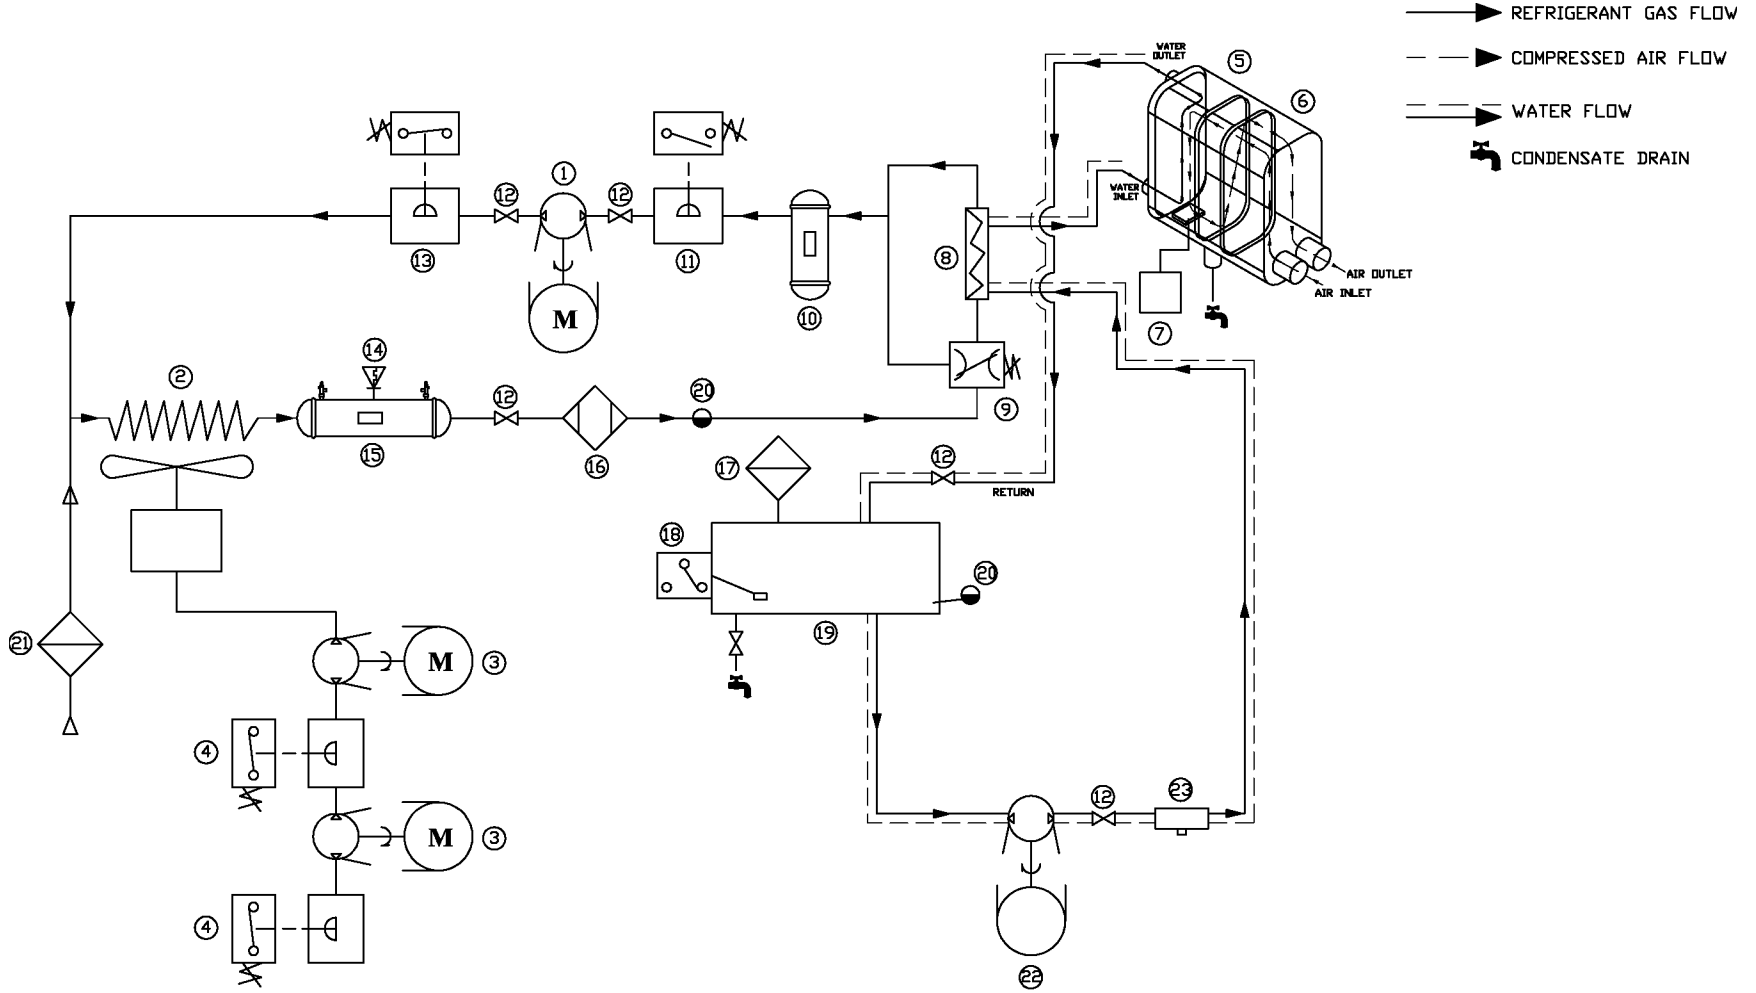 REFRIGERANT GAS FLOW
COMPRESSED AIR FLOW
WATER FLOW
CONDENSATE DRAIN
WATER
OUTLET
5
6
WATER
INLET
AIR OUTLET
AIR INLET
7
1
12
12
13
11
M
10
8
9
14
2
12
20
15
16
17
12
RETURN
18
20
19
21
M
3
4
M
3
4
12
23
22